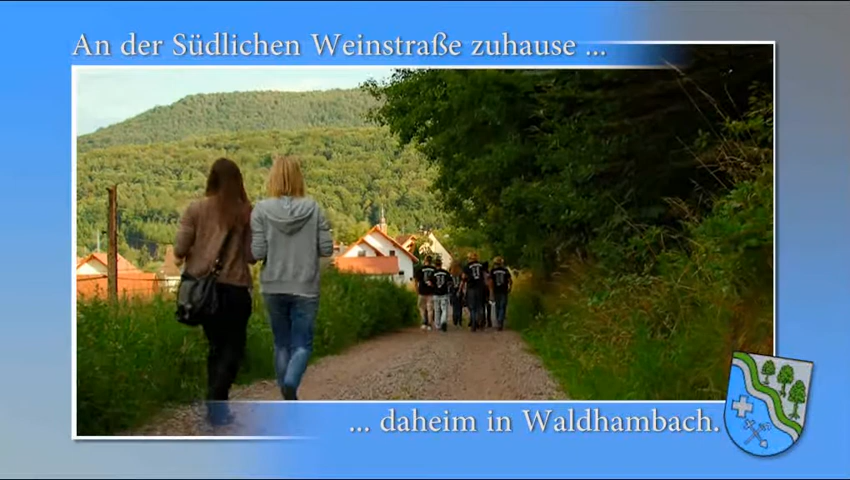 An der Südlichen Weinstraße zuhause ...
... daheim in Waldhambach.